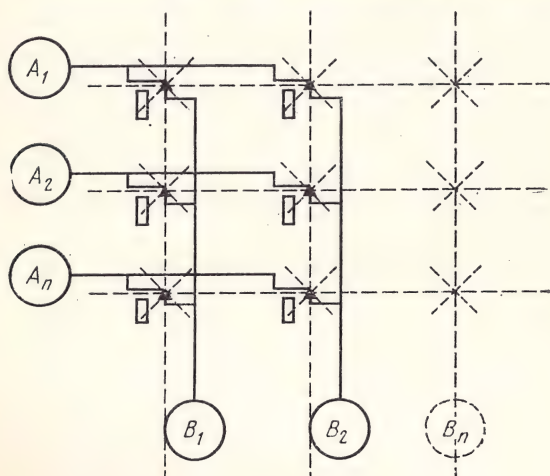 A₁
A₂
Aₙ
B₁ B₂ Bₙ